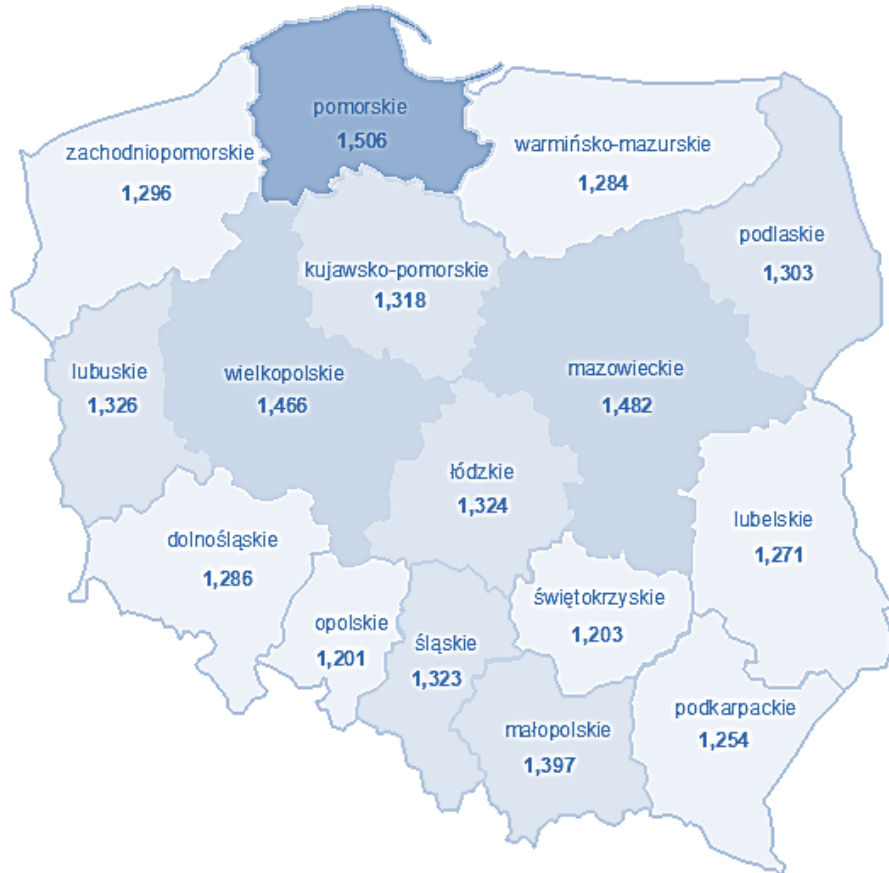 pomorskie
1,506
zachodniopomorskie
1,296
warmińsko-mazurskie
1,284
podlaskie
1,303
kujawsko-pomorskie
1,318
lubuskie
1,326
wielkopolskie
1,466
mazowieckie
1,482
łódzkie
1,324
lubelskie
1,271
dolnośląskie
1,286
świętokrzyskie
1,203
opolskie
1,201
śląskie
1,323
małopolskie
1,397
podkarpackie
1,254